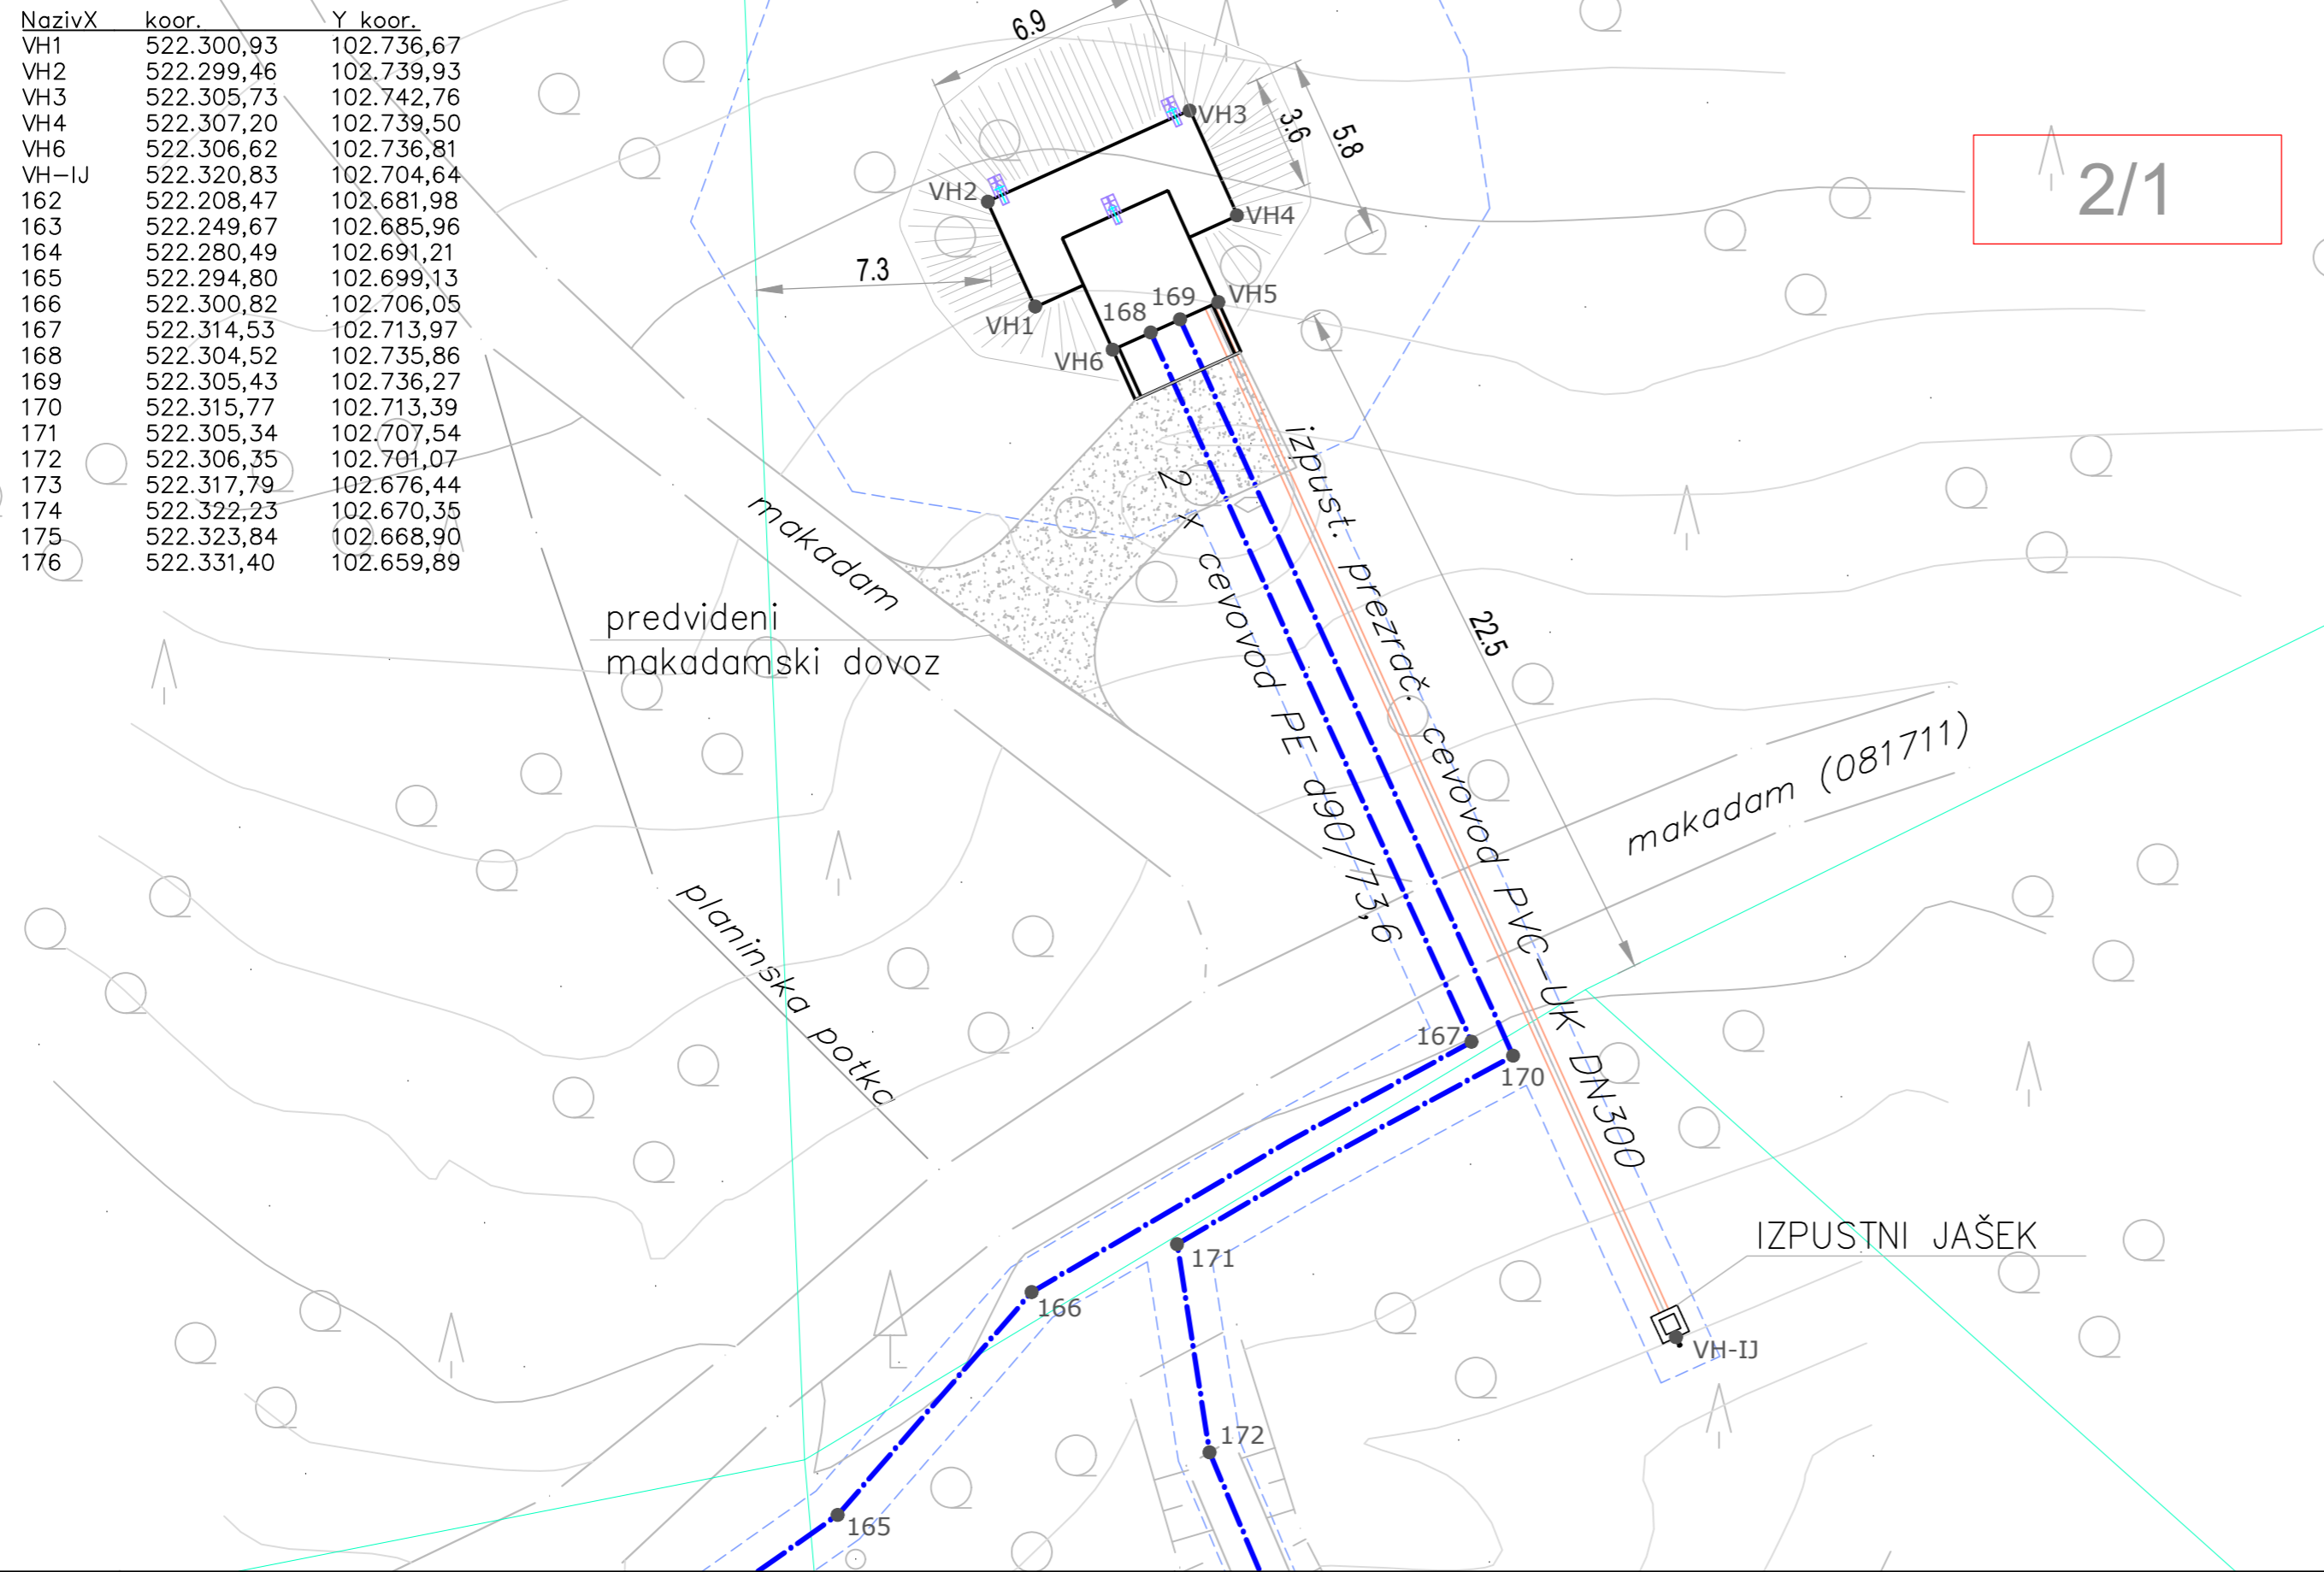 NazivX koor. Y koor.
VH1 522.300,93 102.736,67
VH2 522.299,46 102.739,93
VH3 522.305,73 102.742,76
VH4 522.307,20 102.739,50
VH6 522.306,62 102.736,81
VH-IJ 522.320,83 102.704,64
162 522.208,47 102.681,98
163 522.249,67 102.685,96
164 522.280,49 102.691,21
165 522.294,80 102.699,13
166 522.300,82 102.706,05
167 522.314,53 102.713,97
168 522.304,52 102.735,86
169 522.305,43 102.736,27
170 522.315,77 102.713,39
171 522.305,34 102.707,54
172 522.306,35 102.701,07
173 522.317,79 102.676,44
174 522.322,23 102.670,35
175 522.323,84 102.668,90
176 522.331,40 102.659,89
6.9
VH3
3.6
5.8
2/1
VH2
VH4
7.3
VH1
168
169
VH5
VH6
makadam
predvideni
makadamski dovoz
2 x cevovod PE d90//73,6
izpust. prezrač. cevovod PVC-UK DN300
22.5
makadam (081711)
planinska potka
167
170
171
166
IZPUSTNI JAŠEK
VH-IJ
172
165